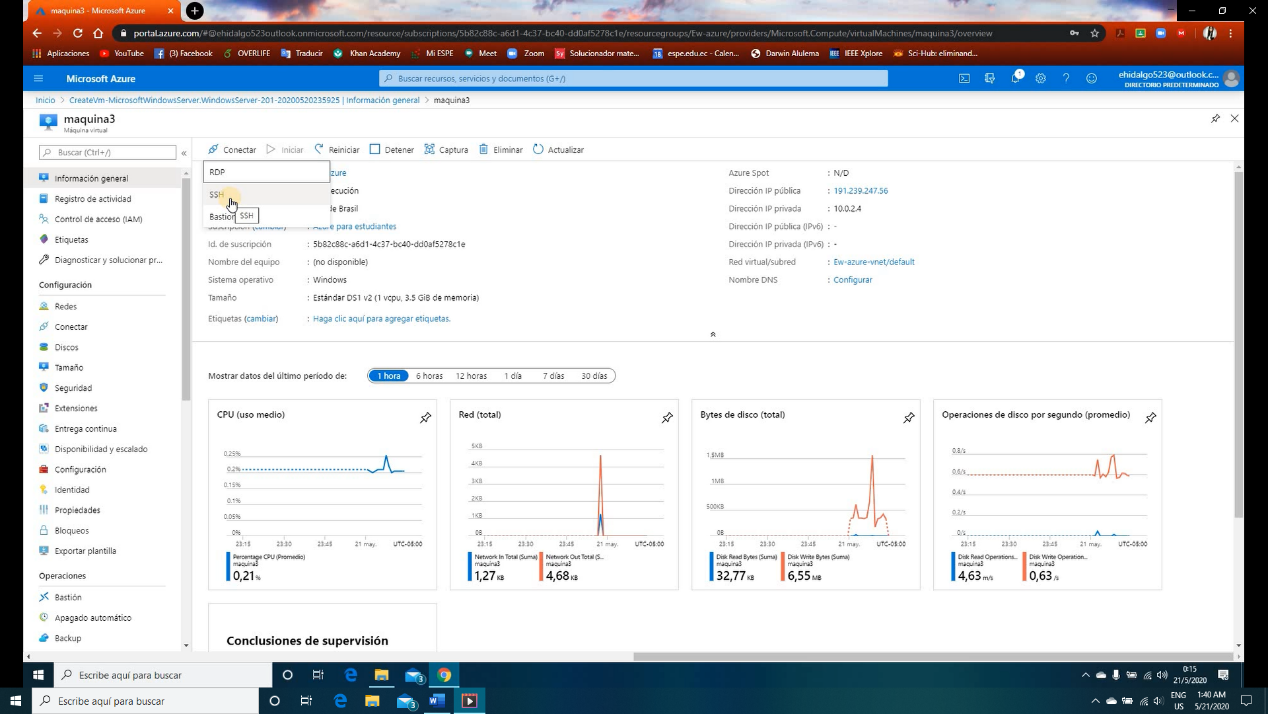 maquina3 - Microsoft Azure
portal.azure.com/#@ehidalgo523outlook.onmicrosoft.com/resource/subscriptions/5b82c88c-a6d1-4c37-bc40-dd0af5278c1e/resourcegroups/Ew-azure/providers/Microsoft.Compute/virtualMachines/maquina3/overview
Aplicaciones YouTube (3) Facebook OVERLIFE Traducir Khan Academy Mi ESPE Meet Zoom Solucionador mate... espe.edu.ec - Calen... Darwin Alulema IEEE Xplore Sci-Hub: eliminand...
Microsoft Azure
Buscar recursos, servicios y documentos (G+/)
ehidalgo523@outlook.c...
DIRECTORIO PREDETERMINADO
Inicio > CreateVm-MicrosoftWindowsServer.WindowsServer-201-20200520235925 | Información general > maquina3
maquina3
Máquina virtual
Buscar (Ctrl+/)
Información general
Registro de actividad
Control de acceso (IAM)
Etiquetas
Diagnosticar y solucionar pr...
Configuración
Redes
Conectar
Discos
Tamaño
Seguridad
Extensiones
Entrega continua
Disponibilidad y escalado
Configuración
Identidad
Propiedades
Bloqueos
Exportar plantilla
Operaciones
Bastión
Apagado automático
Backup
Conectar Iniciar Reiniciar Detener Captura Eliminar Actualizar
RDP
SSH
Bastion
SSH
zure
ecución
de Brasil
Suscripción (cambiar) : Azure para estudiantes
Id. de suscripción : 5b82c88c-a6d1-4c37-bc40-dd0af5278c1e
Nombre del equipo : (no disponible)
Sistema operativo : Windows
Tamaño : Estándar DS1 v2 (1 vcpu, 3.5 GiB de memoria)
Etiquetas (cambiar) : Haga clic aquí para agregar etiquetas.
Azure Spot : N/D
Dirección IP pública : 191.239.247.56
Dirección IP privada : 10.0.2.4
Dirección IP pública (IPv6) : -
Dirección IP privada (IPv6) : -
Red virtual/subred : Ew-azure-vnet/default
Nombre DNS : Configurar
Mostrar datos del último período de: 1 hora 6 horas 12 horas 1 día 7 días 30 días
CPU (uso medio)
0.25%
0.2%
0.15%
0.1%
0.05%
0%
23:15 23:30 23:45 21 may. UTC-05:00
Percentage CPU (Promedio)
maquina3
0,21 %
Red (total)
5KB
4KB
3KB
2KB
1KB
0B
23:15 23:30 23:45 21 may. UTC-05:00
Network In Total (Suma) Network Out Total (S...
maquina3 maquina3
1,27 KB 4,68 KB
Bytes de disco (total)
1,5MB
1MB
500KB
0B
23:15 23:30 23:45 21 may. UTC-05:00
Disk Read Bytes (Suma) Disk Write Bytes (Suma)
maquina3 maquina3
32,77 KB 6,55 MB
Operaciones de disco por segundo (promedio)
0.8/s
0.6/s
0.4/s
0.2/s
0/s
23:15 23:30 23:45 21 may. UTC-05:00
Disk Read Operations... Disk Write Operation...
maquina3 maquina3
4,63 m/s 0,63 /s
Conclusiones de supervisión
Escribe aquí para buscar
3
0:15
21/5/2020
Escribe aquí para buscar
3
ENG
US
1:40 AM
5/21/2020